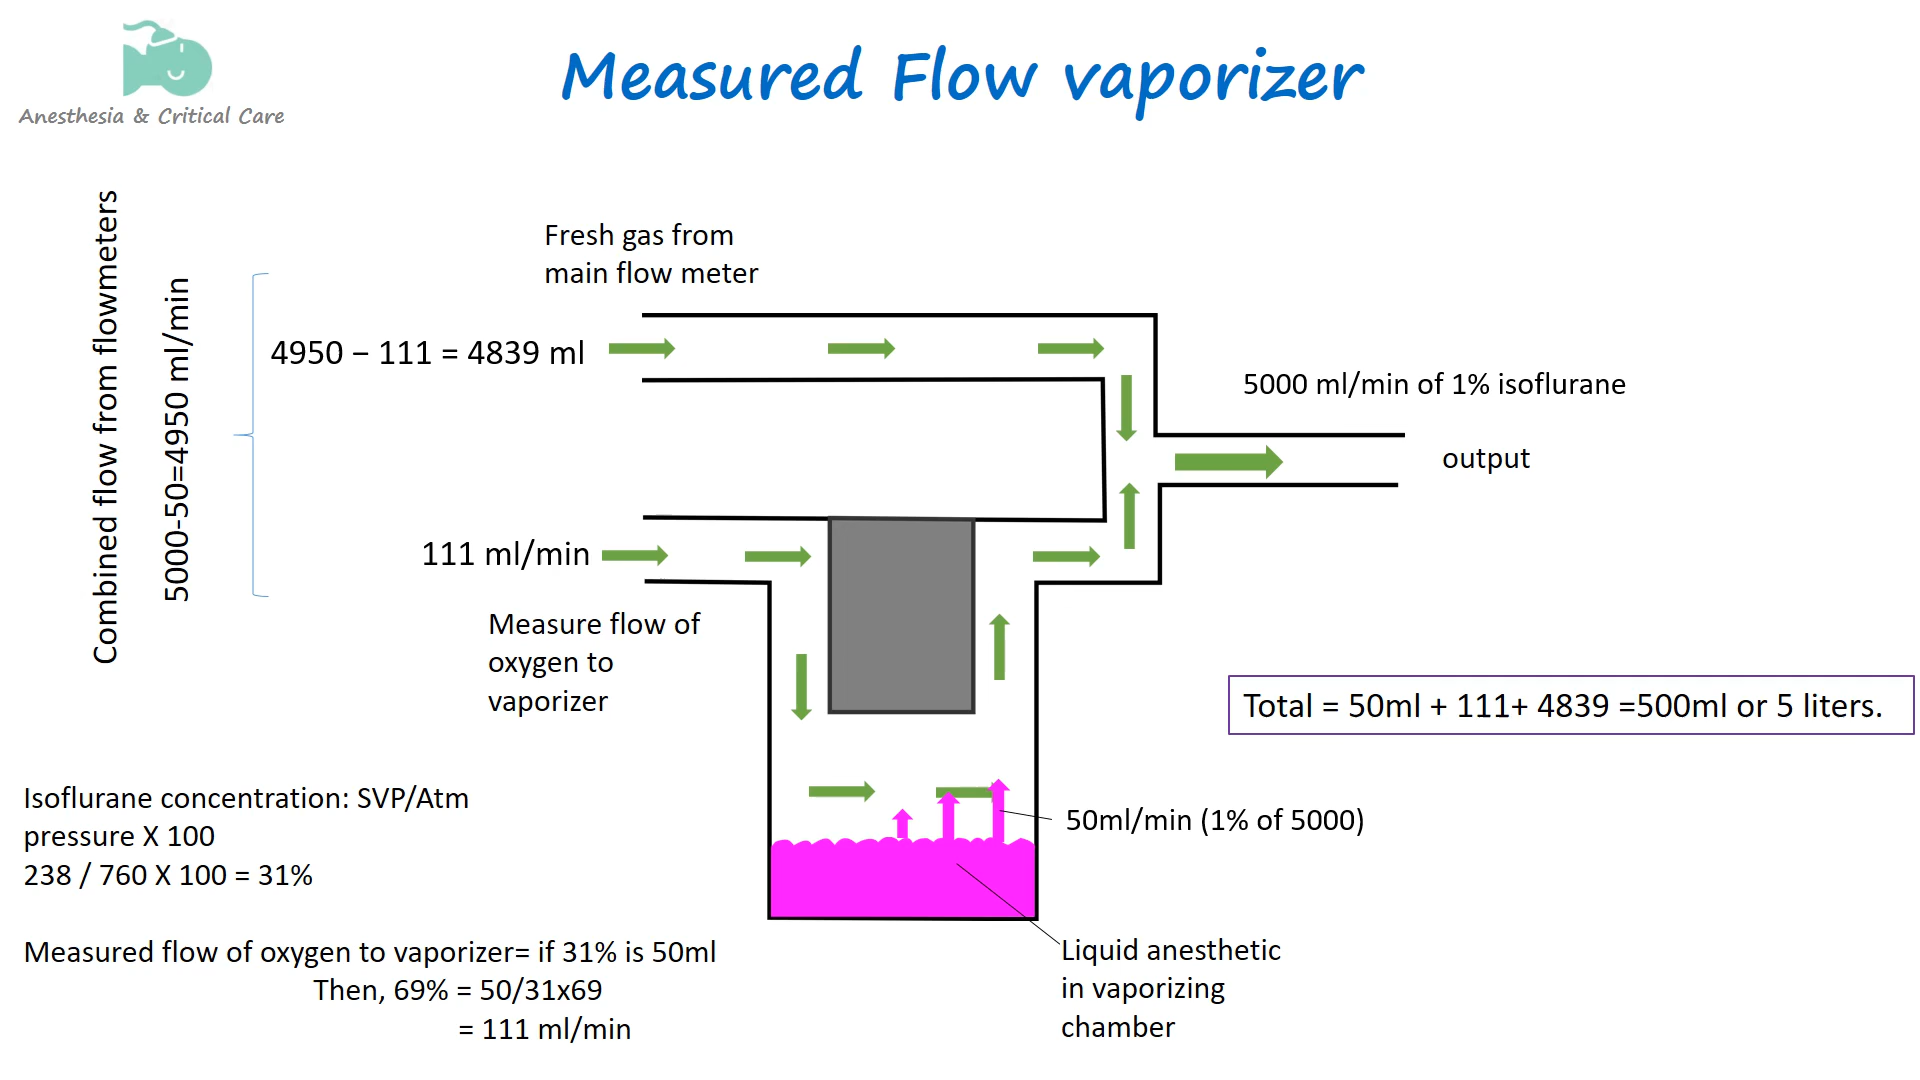 Measured Flow vaporizer
Anesthesia & Critical Care
Combined flow from flowmeters
5000-50=4950 ml/min
Fresh gas from
main flow meter
4950 – 111 = 4839 ml
5000 ml/min of 1% isoflurane
output
111 ml/min
Measure flow of
oxygen to
vaporizer
Total = 50ml + 111+ 4839 =500ml or 5 liters.
Isoflurane concentration: SVP/Atm
pressure X 100
238 / 760 X 100 = 31%
50ml/min (1% of 5000)
Measured flow of oxygen to vaporizer= if 31% is 50ml
Then, 69% = 50/31x69
= 111 ml/min
Liquid anesthetic
in vaporizing
chamber